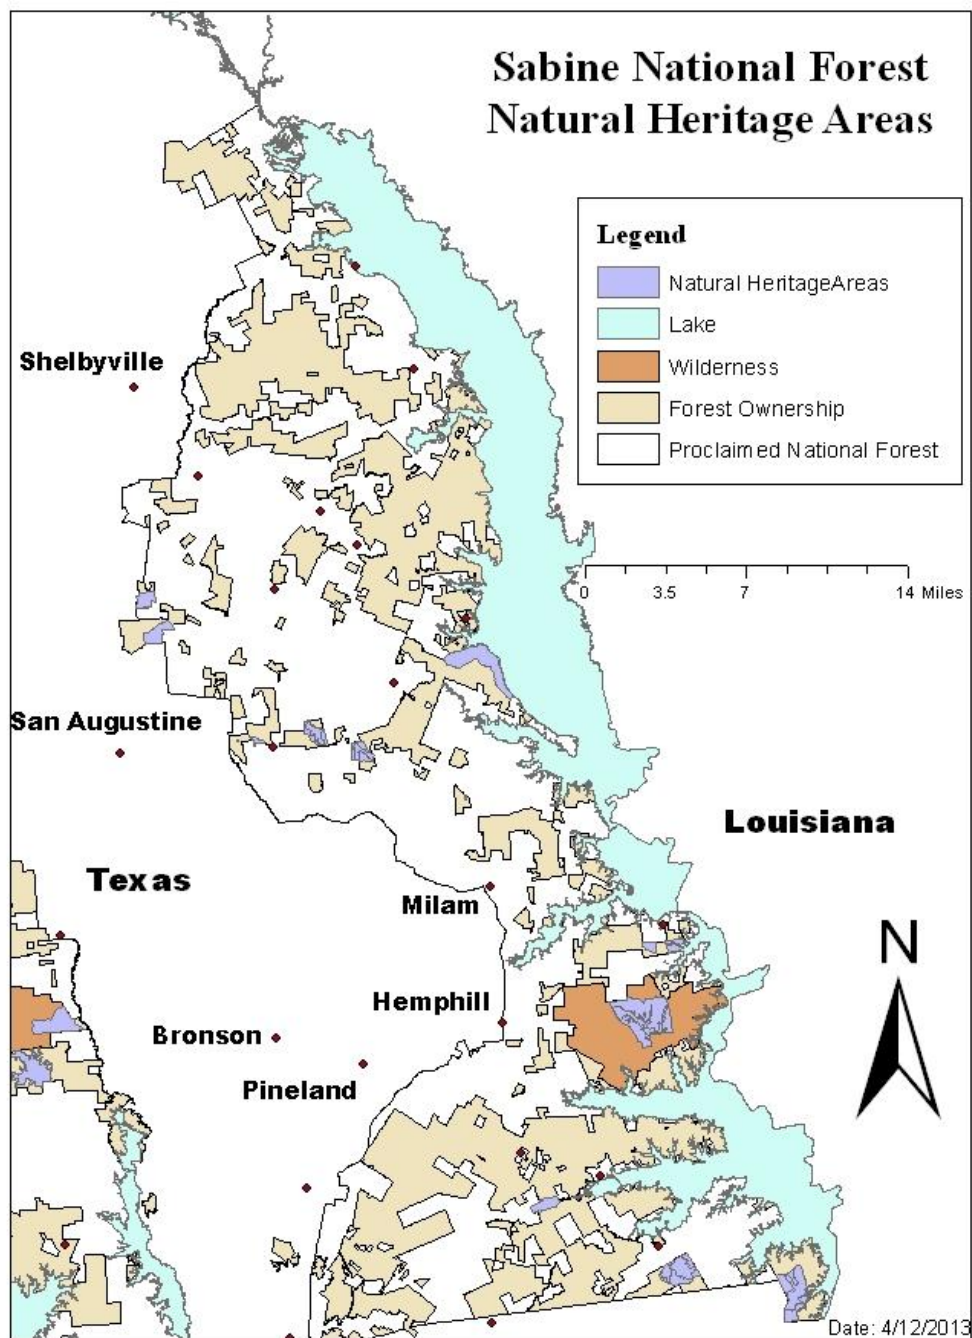 Sabine National Forest
Natural Heritage Areas
Legend
Natural HeritageAreas
Lake
Wilderness
Forest Ownership
Proclaimed National Forest
Shelbyville
0 3.5 7 14 Miles
San Augustine
Louisiana
Texas
Milam
N
Hemphill
Bronson
Pineland
Date: 4/12/2013